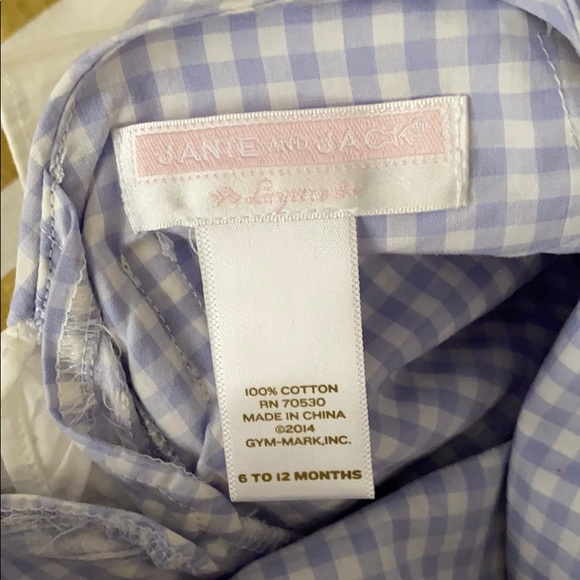 JANIE AND JACK
Layette
100% COTTON
RN 70530
MADE IN CHINA
©2014
GYM-MARK,INC.
6 TO 12 MONTHS